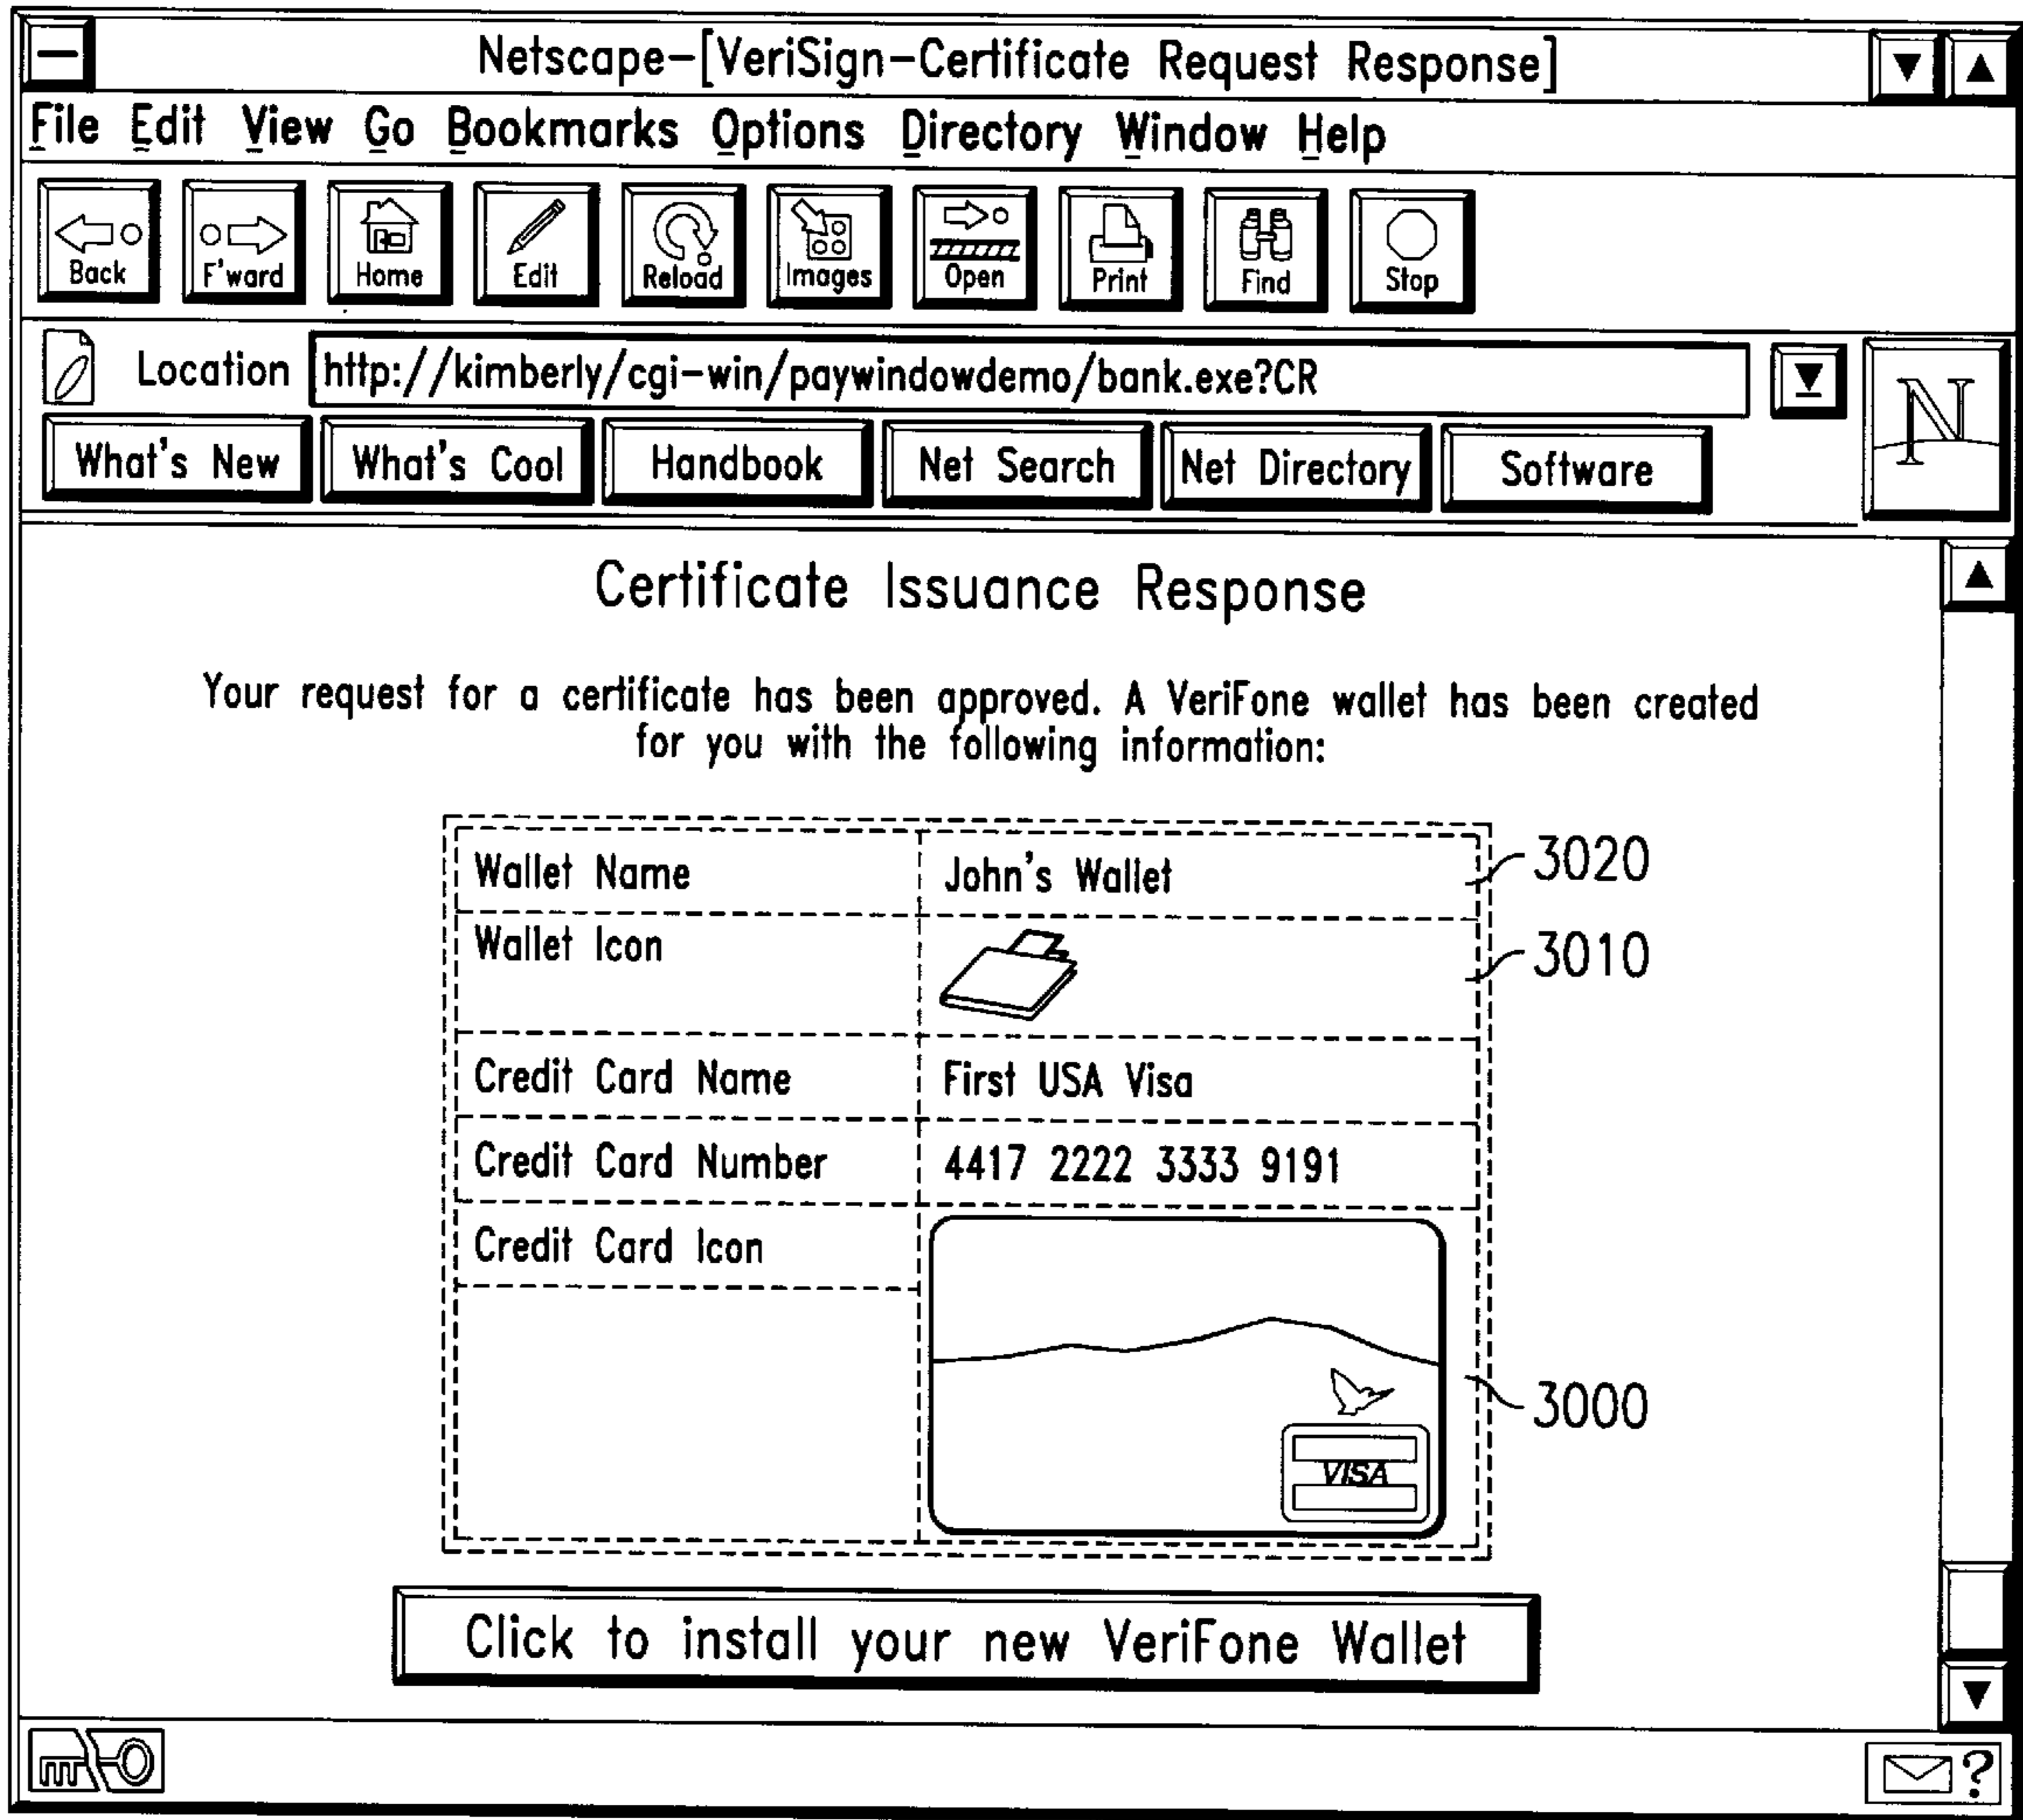 Netscape-[VeriSign-Certificate Request Response]
File Edit View Go Bookmarks Options Directory Window Help
Back F'ward Home Edit Reload Images Open Print Find Stop
Location http://kimberly/cgi-win/paywindowdemo/bank.exe?CR
N
What's New What's Cool Handbook Net Search Net Directory Software
Certificate Issuance Response
Your request for a certificate has been approved. A VeriFone wallet has been created
for you with the following information:
Wallet Name John's Wallet 3020
Wallet Icon 3010
Credit Card Name First USA Visa
Credit Card Number 4417 2222 3333 9191
Credit Card Icon
3000
VISA
Click to install your new VeriFone Wallet
?